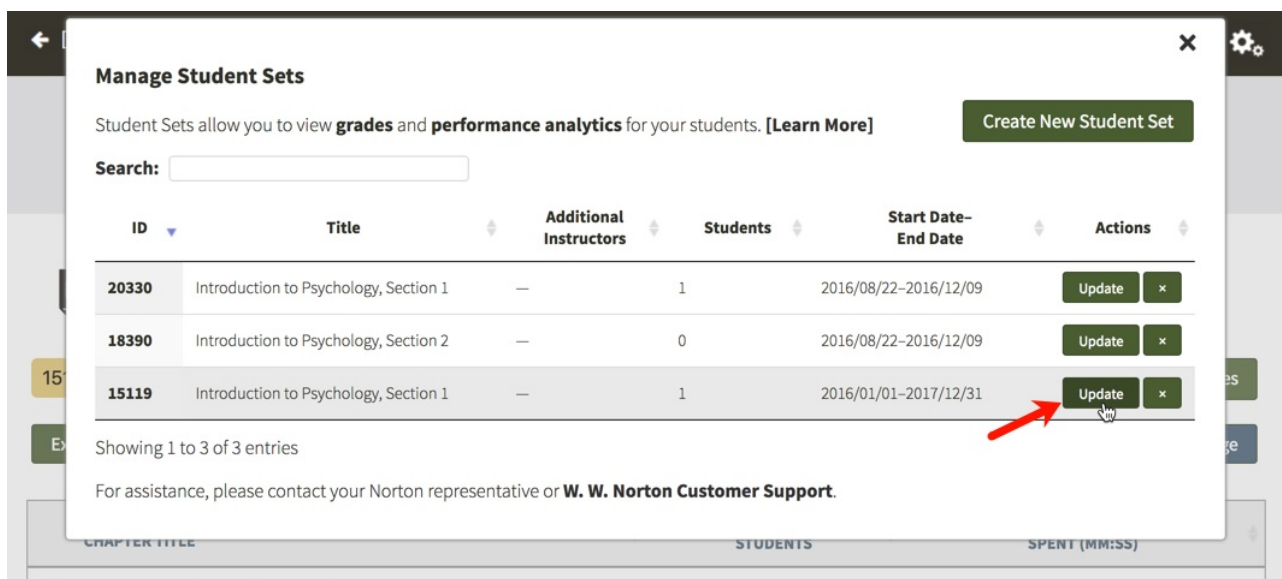 Manage Student Sets
Student Sets allow you to view grades and performance analytics for your students. [Learn More]
Create New Student Set
Search:
ID Title Additional Instructors Students Start Date– End Date Actions
20330 Introduction to Psychology, Section 1 — 1 2016/08/22–2016/12/09 Update ×
18390 Introduction to Psychology, Section 2 — 0 2016/08/22–2016/12/09 Update ×
15119 Introduction to Psychology, Section 1 — 1 2016/01/01–2017/12/31 Update ×
Showing 1 to 3 of 3 entries
For assistance, please contact your Norton representative or W. W. Norton Customer Support.
CHAPTER TITLE STUDENTS SPENT (MM:SS)